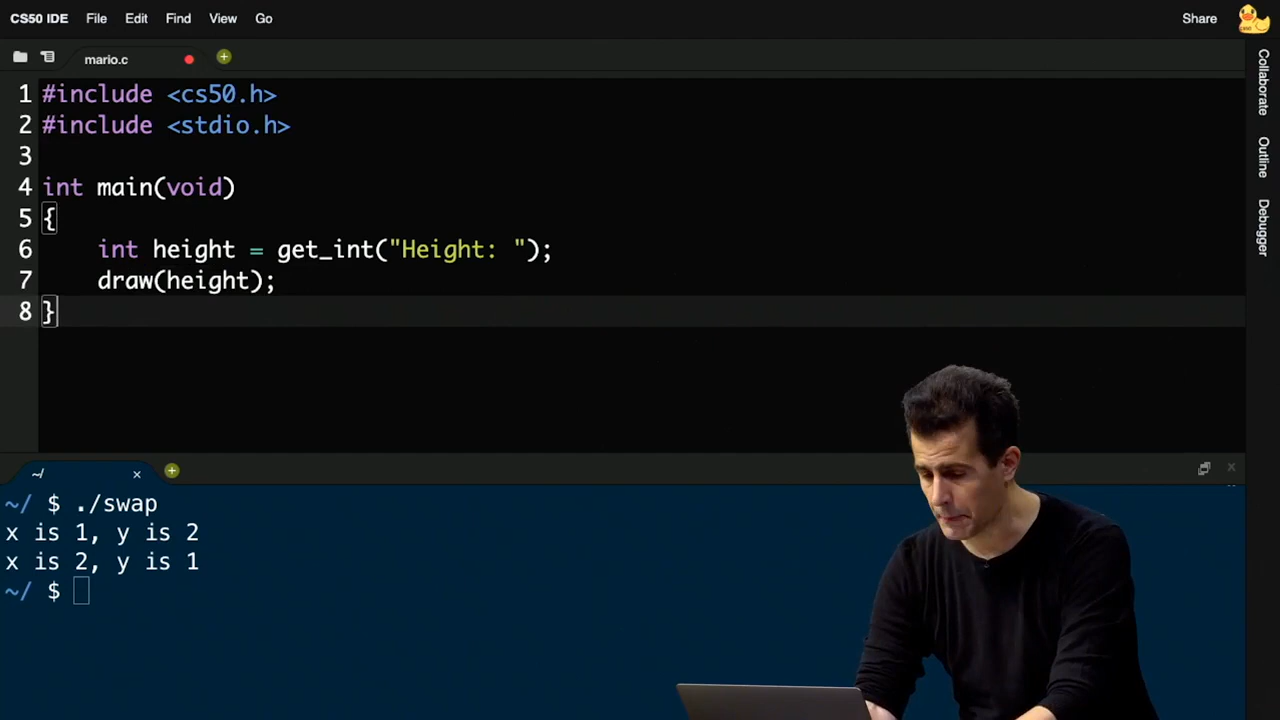 CS50 IDE File Edit Find View Go Share
mario.c
1 #include <cs50.h>
2 #include <stdio.h>
3
4 int main(void)
5 {
6     int height = get_int("Height: ");
7     draw(height);
8 }
Collaborate
Outline
Debugger
~/
~/ $ ./swap
x is 1, y is 2
x is 2, y is 1
~/ $